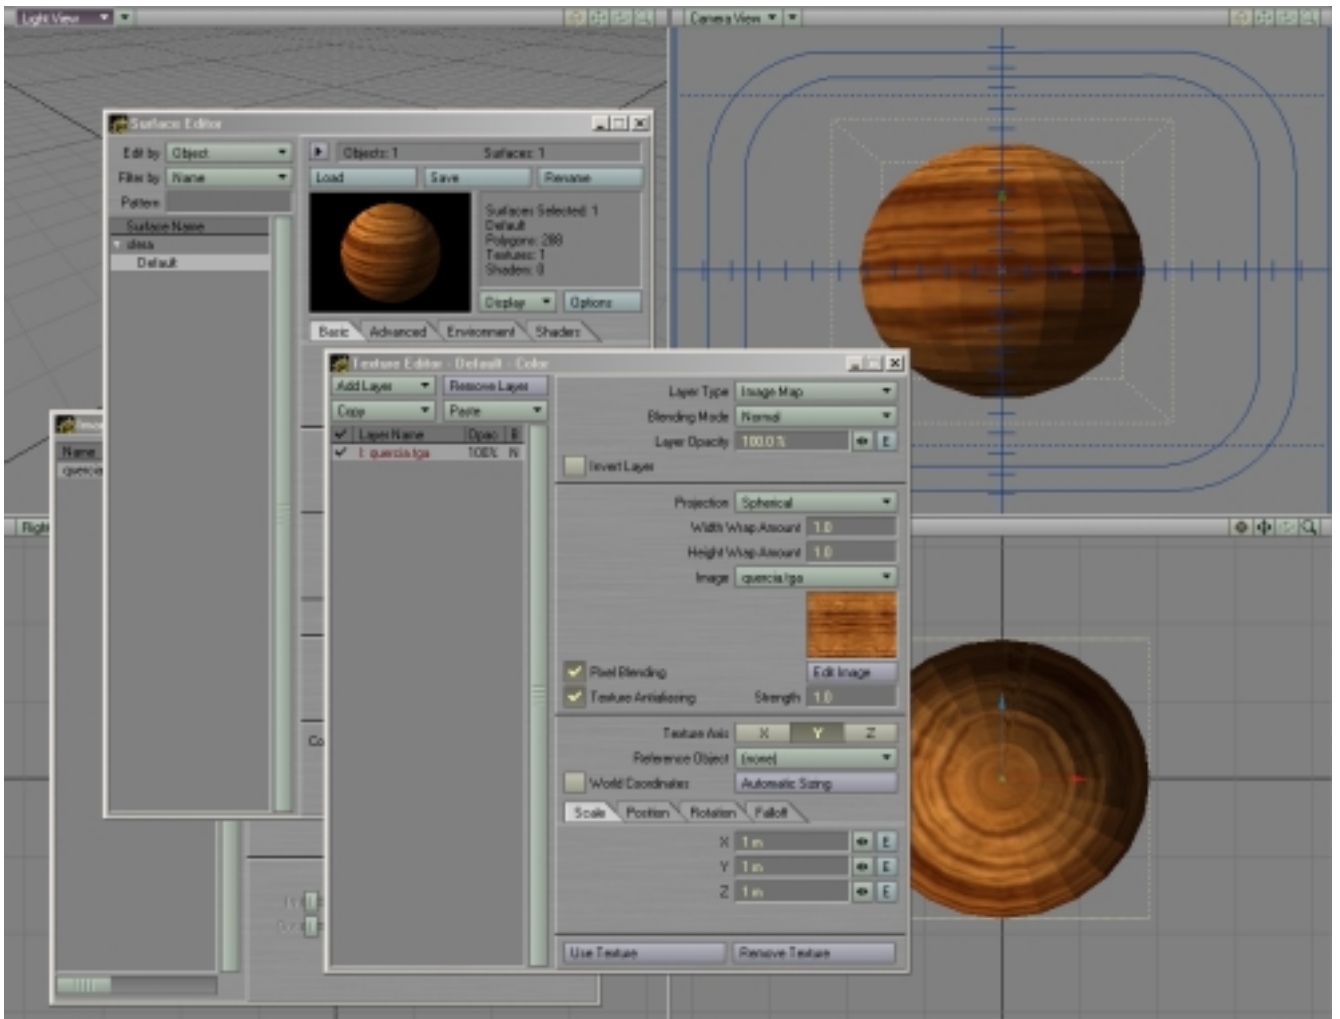 Light View
Camera View
Surface Editor
Edit by Object
Filter by Name
Pattern
Surface Name
Default
Objects: 1 Surfaces: 1
Load Save Rename
Surfaces Selected: 1
Default
Polygons: 288
Textures: 1
Shaders: 0
Display Options
Basic Advanced Environment Shaders
Name
quercia
Right
Co
Texture Editor - Default - Color
Add Layer Remove Layer
Copy Paste
Layer Name Opac B
quercia.tga 100% N
Layer Type Image Map
Blending Mode Normal
Layer Opacity 100.0 % E
Invert Layer
Projection Spherical
Width Wrap Amount 1.0
Height Wrap Amount 1.0
Image quercia.tga
Pixel Blending Edit Image
Texture Antialiasing Strength 1.0
Texture Axis X Y Z
Reference Object (none)
World Coordinates Automatic Sizing
Scale Position Rotation Falloff
X 1 m E
Y 1 m E
Z 1 m E
Use Texture Remove Texture